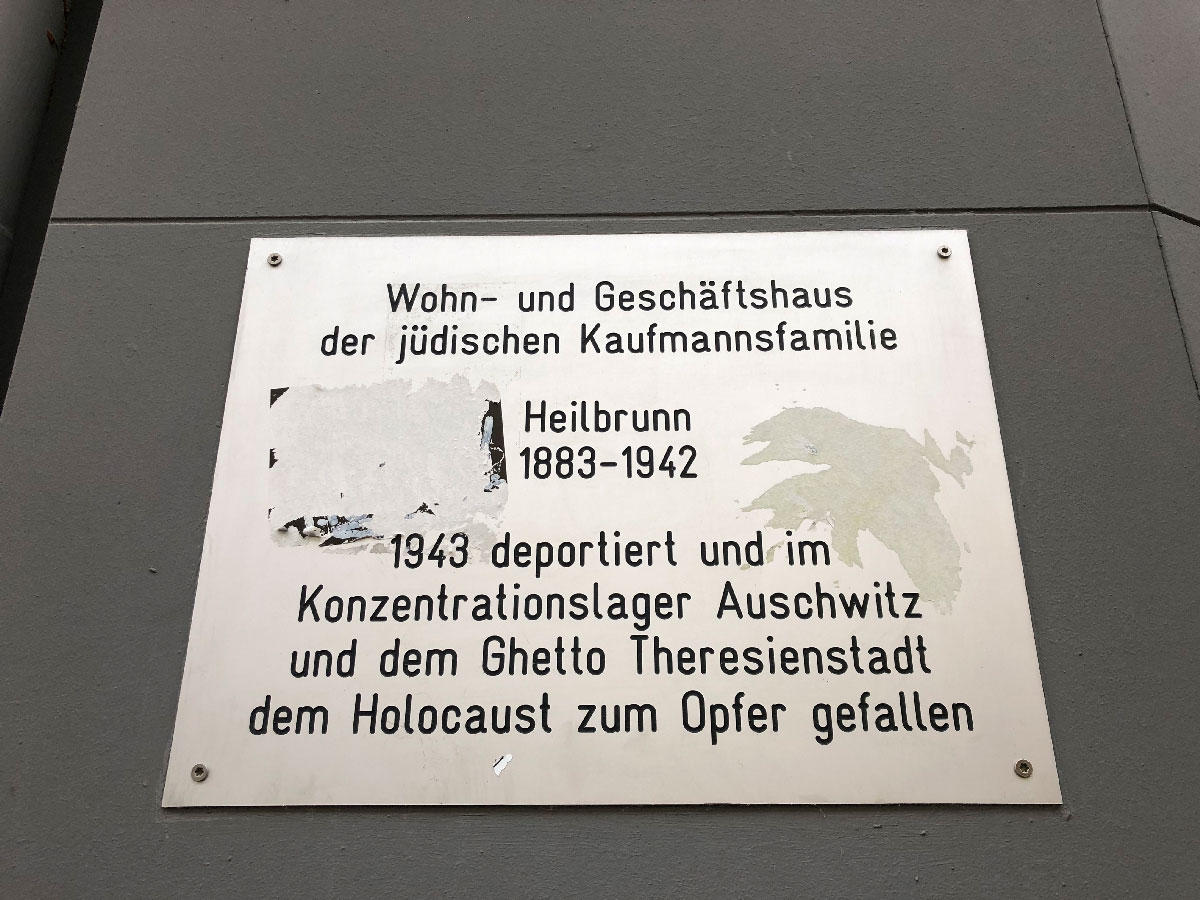 Wohn- und Geschäftshaus
der jüdischen Kaufmannsfamilie
Heilbrunn
1883-1942
1943 deportiert und im
Konzentrationslager Auschwitz
und dem Ghetto Theresienstadt
dem Holocaust zum Opfer gefallen